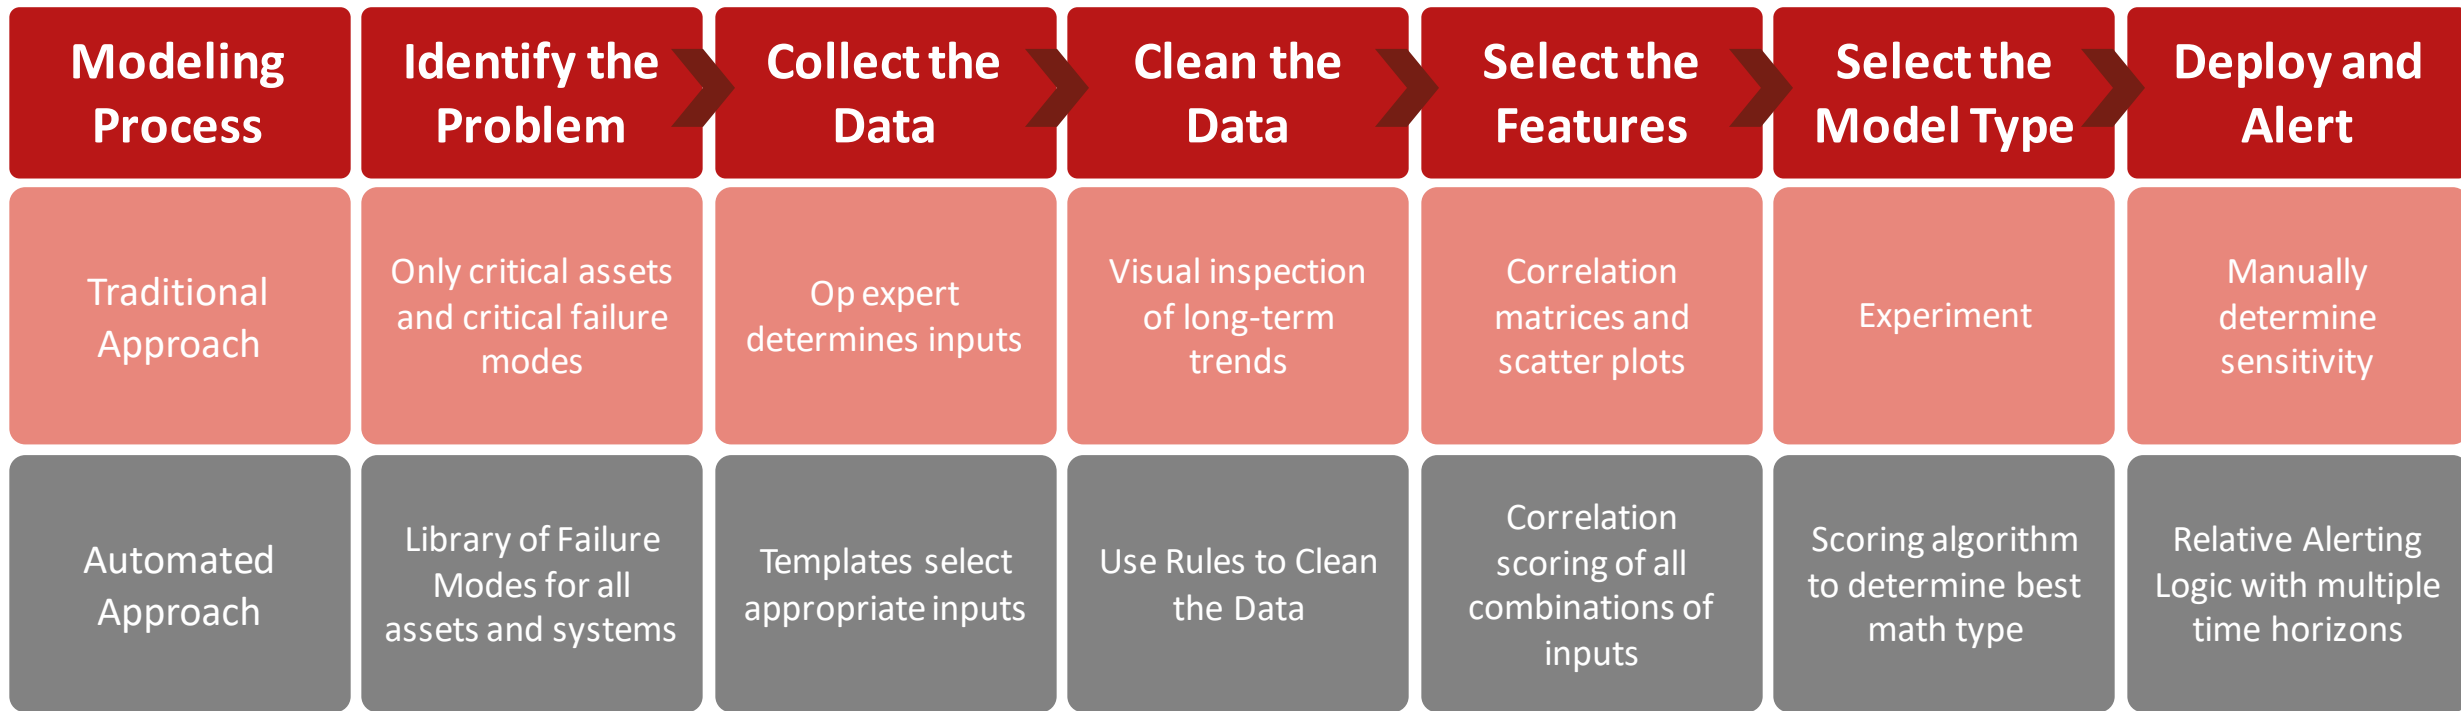 Modeling
Process
Identify the
Problem
Collect the
Data
Clean the
Data
Select the
Features
Select the
Model Type
Deploy and
Alert
Traditional
Approach
Only critical assets
and critical failure
modes
Op expert
determines inputs
Visual inspection
of long-term
trends
Correlation
matrices and
scatter plots
Experiment
Manually
determine
sensitivity
Automated
Approach
Library of Failure
Modes for all
assets and systems
Templates select
appropriate inputs
Use Rules to Clean
the Data
Correlation
scoring of all
combinations of
inputs
Scoring algorithm
to determine best
math type
Relative Alerting
Logic with multiple
time horizons